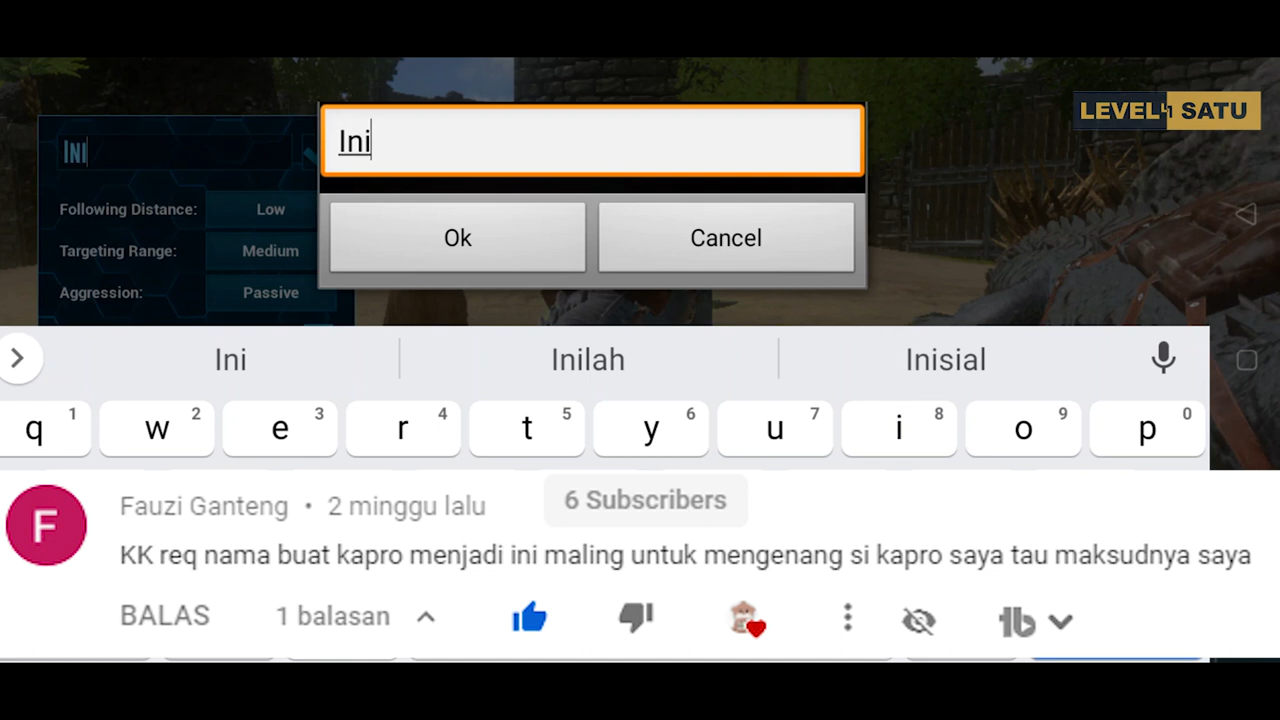 LEVEL SATU
Ini
INI
Ok
Cancel
Following Distance: Low
Targeting Range: Medium
Aggression: Passive
Ini Inilah Inisial
q 1 w 2 e 3 r 4 t 5 y 6 u 7 i 8 o 9 p 0
F
Fauzi Ganteng • 2 minggu lalu
6 Subscribers
KK req nama buat kapro menjadi ini maling untuk mengenang si kapro saya tau maksudnya saya
BALAS
1 balasan